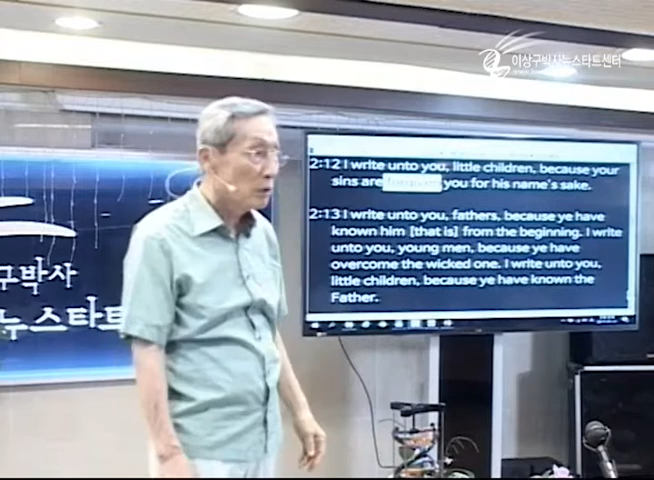 이상구박사뉴스타트센터
2:12 I write unto you, little children, because your
sins are you for his name's sake.
2:13 I write unto you, fathers, because ye have
known him [that is] from the beginning. I write
unto you, young men, because ye have
overcome the wicked one. I write unto you,
little children, because ye have known the
Father.
구박사
뉴스타트